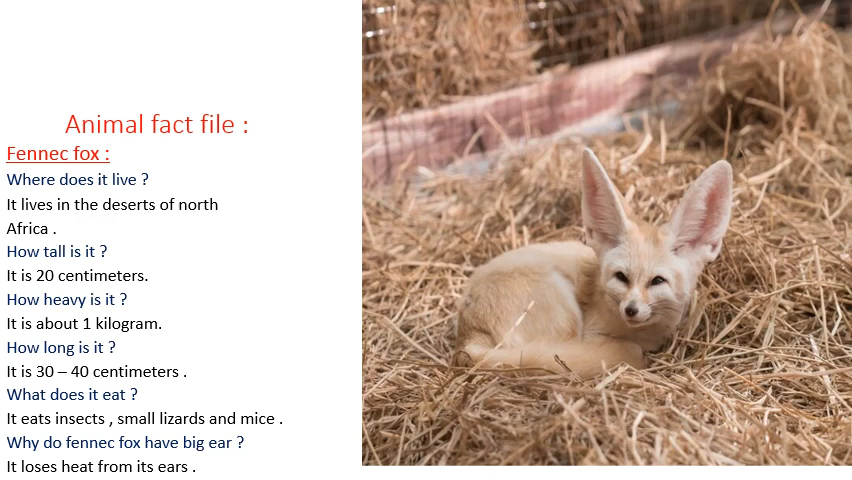 Animal fact file :
Fennec fox :
Where does it live ?
It lives in the deserts of north
Africa .
How tall is it ?
It is 20 centimeters.
How heavy is it ?
It is about 1 kilogram.
How long is it ?
It is 30 – 40 centimeters .
What does it eat ?
It eats insects , small lizards and mice .
Why do fennec fox have big ear ?
It loses heat from its ears .